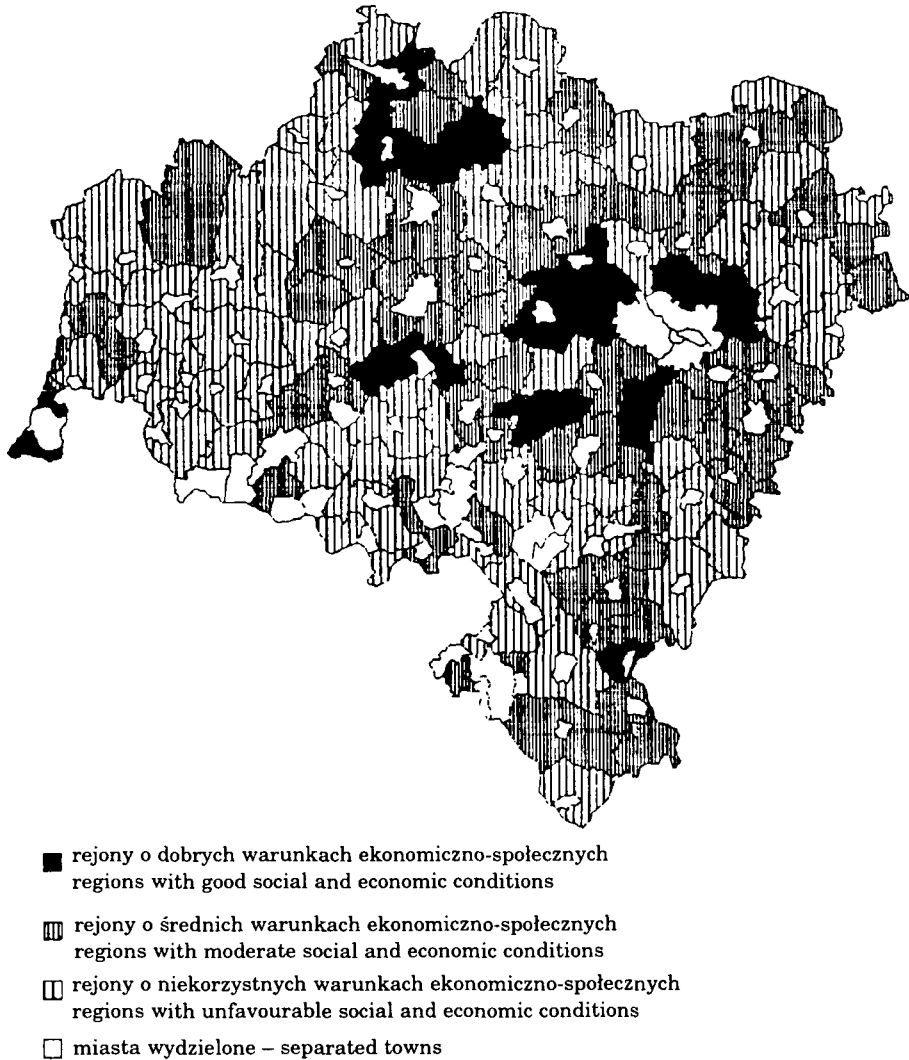 rejony o dobrych warunkach ekonomiczno-społecznych
regions with good social and economic conditions
rejony o średnich warunkach ekonomiczno-społecznych
regions with moderate social and economic conditions
rejony o niekorzystnych warunkach ekonomiczno-społecznych
regions with unfavourable social and economic conditions
miasta wydzielone – separated towns